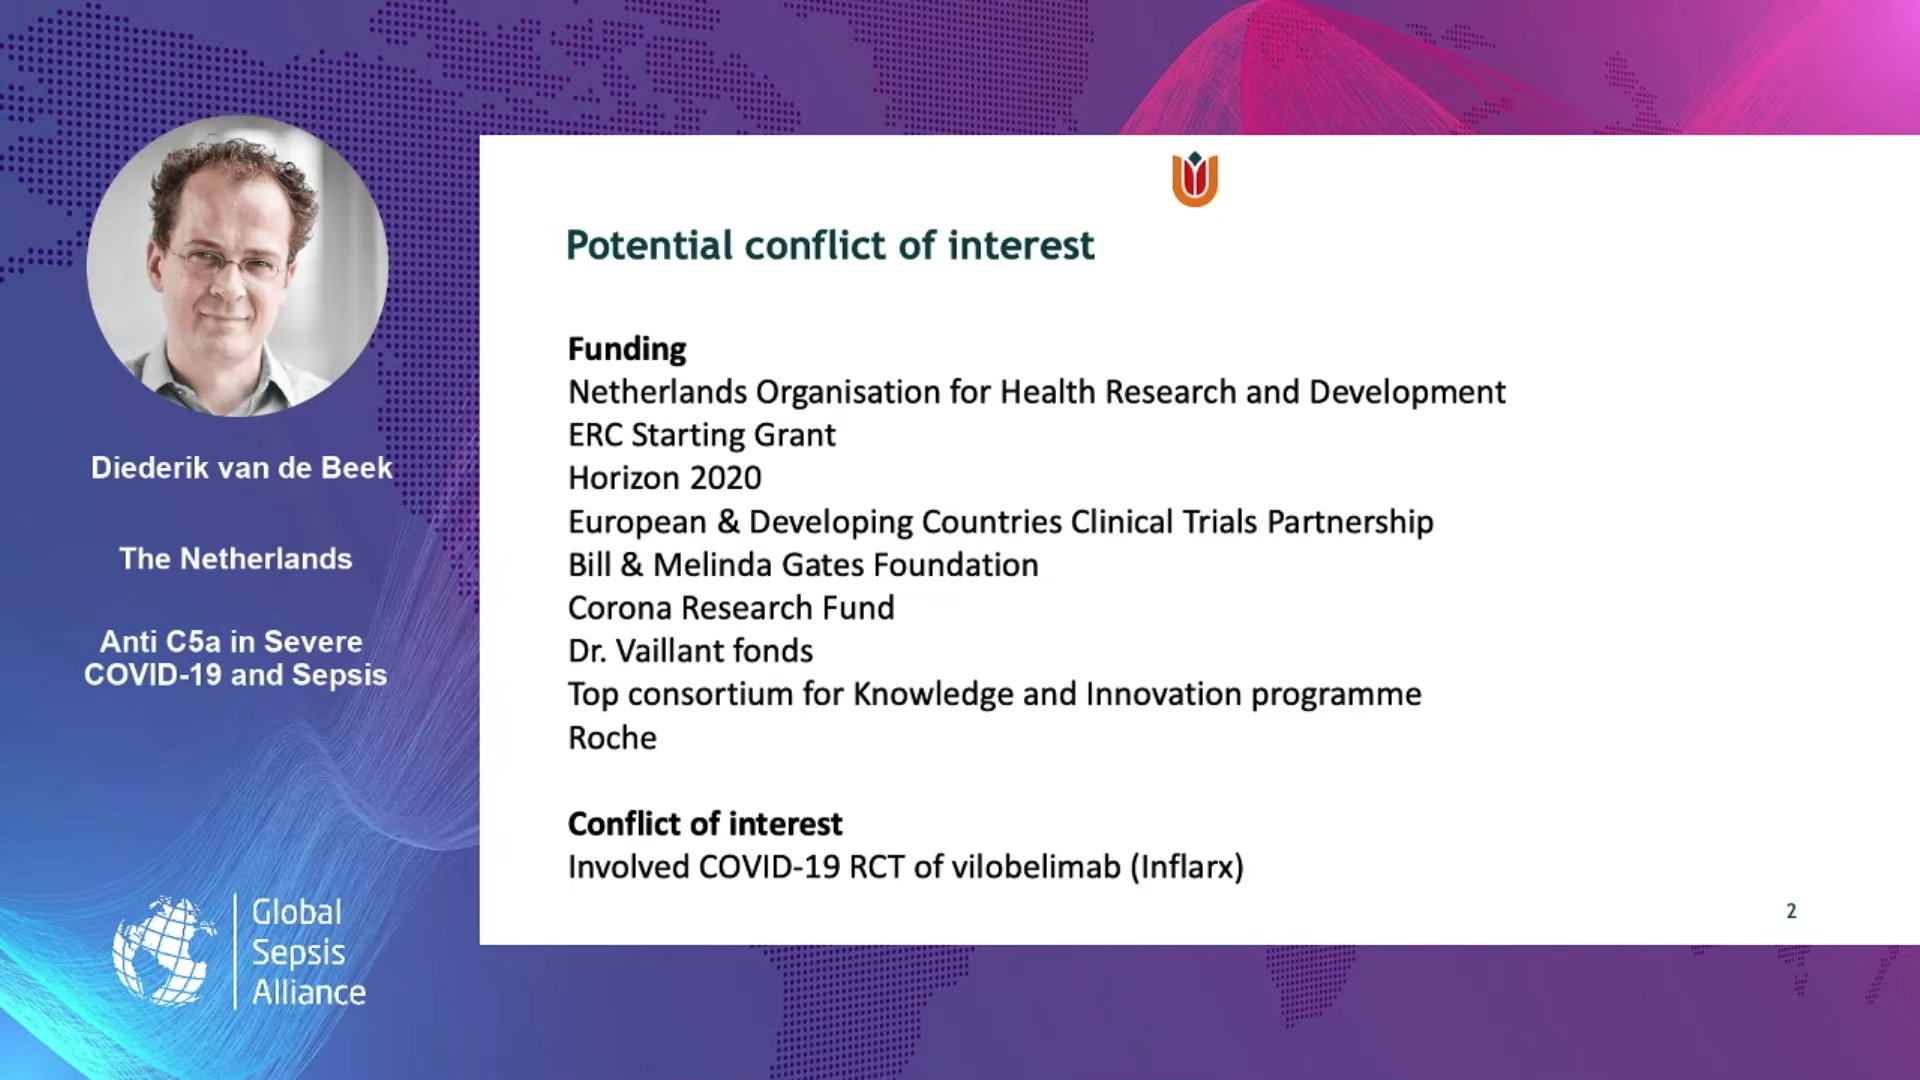 Diederik van de Beek
The Netherlands
Anti C5a in Severe
COVID-19 and Sepsis
Global
Sepsis
Alliance
Potential conflict of interest
Funding
Netherlands Organisation for Health Research and Development
ERC Starting Grant
Horizon 2020
European & Developing Countries Clinical Trials Partnership
Bill & Melinda Gates Foundation
Corona Research Fund
Dr. Vaillant fonds
Top consortium for Knowledge and Innovation programme
Roche
Conflict of interest
Involved COVID-19 RCT of vilobelimab (Inflarx)
2